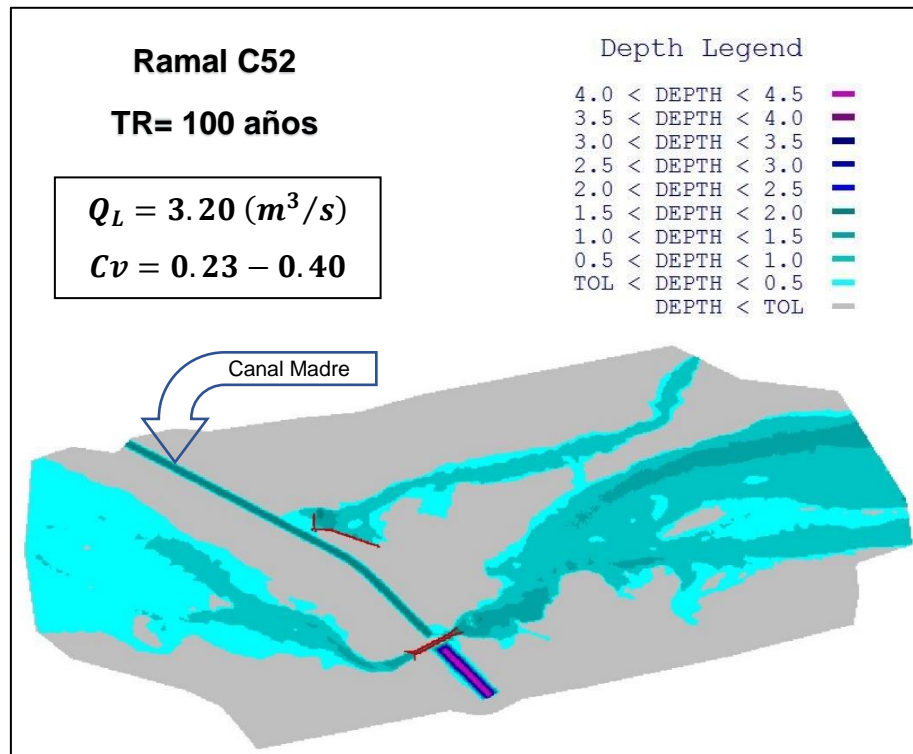 Ramal C52
TR= 100 años
Q_L = 3.20 (m³/s)
Cv = 0.23 − 0.40
Depth Legend
4.0 < DEPTH < 4.5
3.5 < DEPTH < 4.0
3.0 < DEPTH < 3.5
2.5 < DEPTH < 3.0
2.0 < DEPTH < 2.5
1.5 < DEPTH < 2.0
1.0 < DEPTH < 1.5
0.5 < DEPTH < 1.0
TOL < DEPTH < 0.5
DEPTH < TOL
Canal Madre